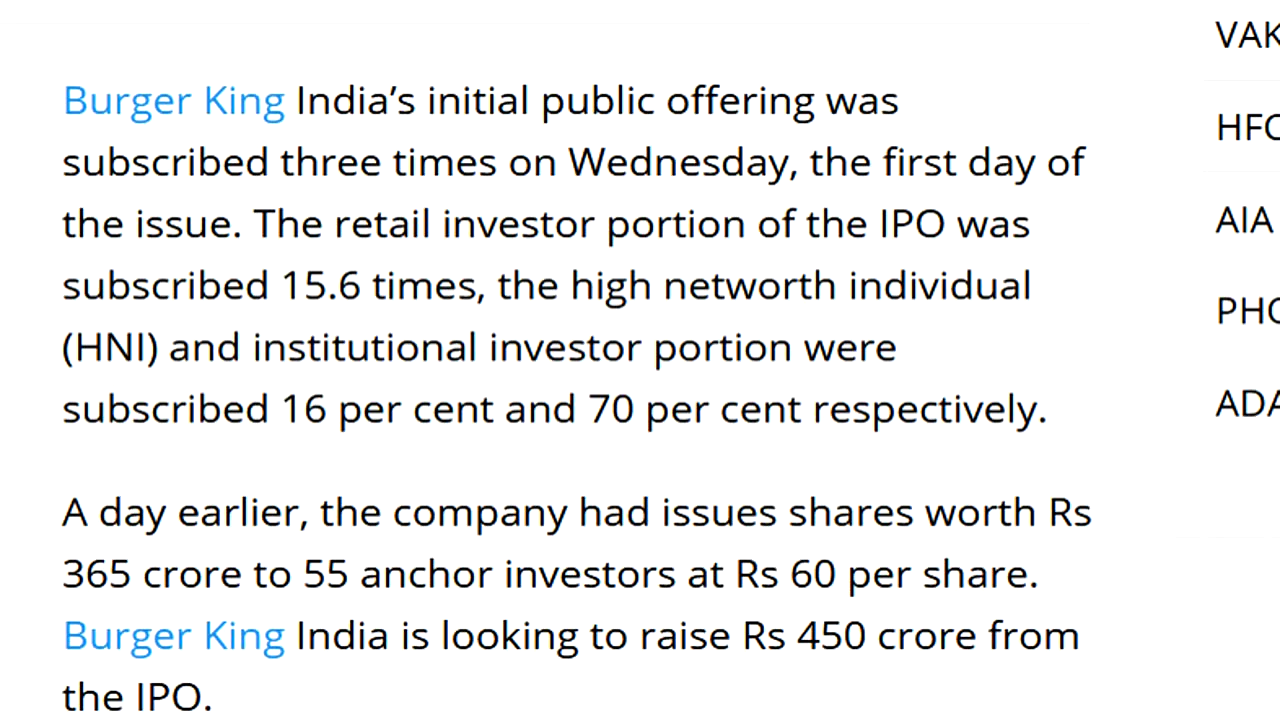 Burger King India’s initial public offering was
subscribed three times on Wednesday, the first day of
the issue. The retail investor portion of the IPO was
subscribed 15.6 times, the high networth individual
(HNI) and institutional investor portion were
subscribed 16 per cent and 70 per cent respectively.
A day earlier, the company had issues shares worth Rs
365 crore to 55 anchor investors at Rs 60 per share.
Burger King India is looking to raise Rs 450 crore from
the IPO.
AIA